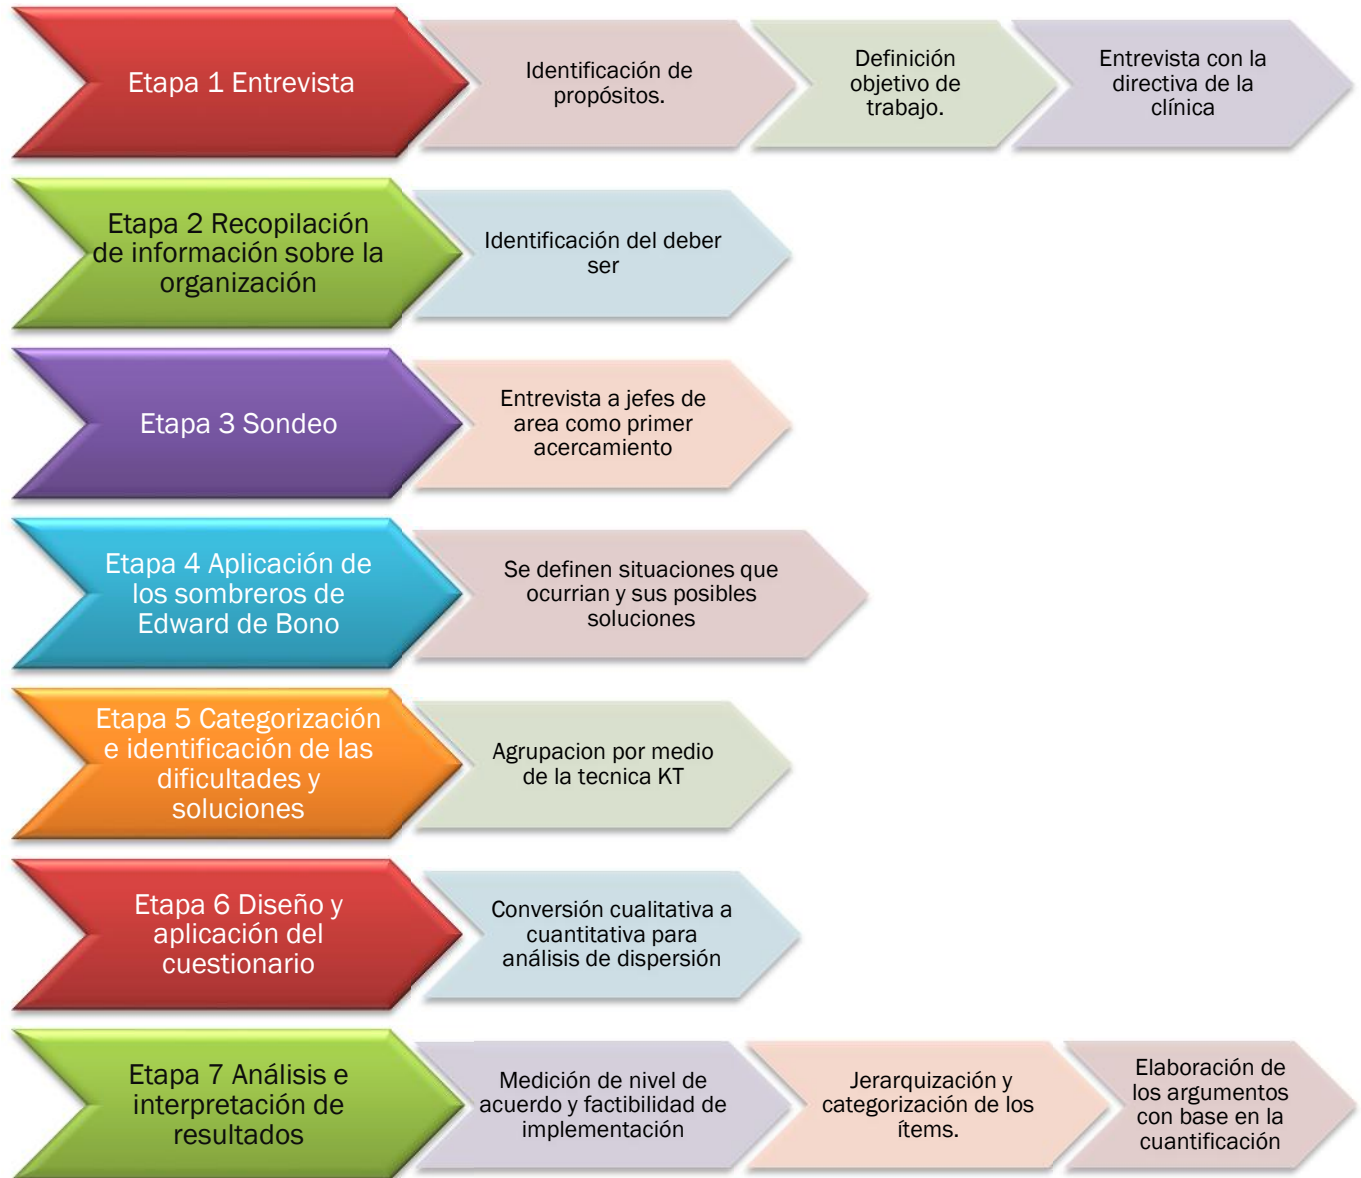 Etapa 1 Entrevista
Identificación de
propósitos.
Definición
objetivo de
trabajo.
Entrevista con la
directiva de la
clínica
Etapa 2 Recopilación
de información sobre la
organización
Identificación del deber
ser
Etapa 3 Sondeo
Entrevista a jefes de
area como primer
acercamiento
Etapa 4 Aplicación de
los sombreros de
Edward de Bono
Se definen situaciones que
ocurrian y sus posibles
soluciones
Etapa 5 Categorización
e identificación de las
dificultades y
soluciones
Agrupacion por medio
de la tecnica KT
Etapa 6 Diseño y
aplicación del
cuestionario
Conversión cualitativa a
cuantitativa para
análisis de dispersión
Etapa 7 Análisis e
interpretación de
resultados
Medición de nivel de
acuerdo y factibilidad de
implementación
Jerarquización y
categorización de los
ítems.
Elaboración de
los argumentos
con base en la
cuantificación